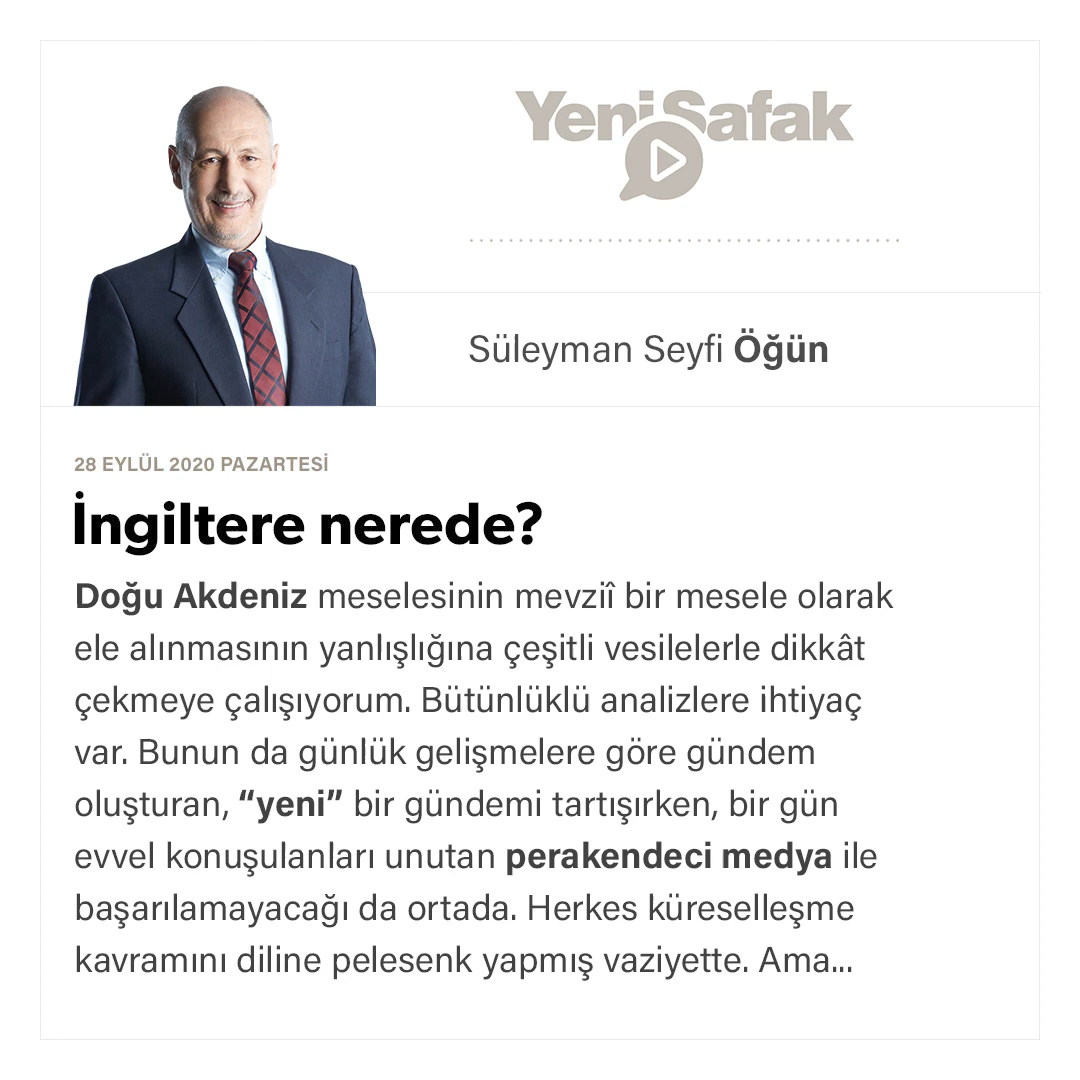 YeniSafak
Süleyman Seyfi Öğün
28 EYLÜL 2020 PAZARTESİ
İngiltere nerede?
Doğu Akdeniz meselesinin mevziî bir mesele olarak
ele alınmasının yanlışlığına çeşitli vesilelerle dikkât
çekmeye çalışıyorum. Bütünlüklü analizlere ihtiyaç
var. Bunun da günlük gelişmelere göre gündem
oluşturan, “yeni” bir gündemi tartışırken, bir gün
evvel konuşulanları unutan perakendeci medya ile
başarılamayacağı da ortada. Herkes küreselleşme
kavramını diline pelesenk yapmış vaziyette. Ama...